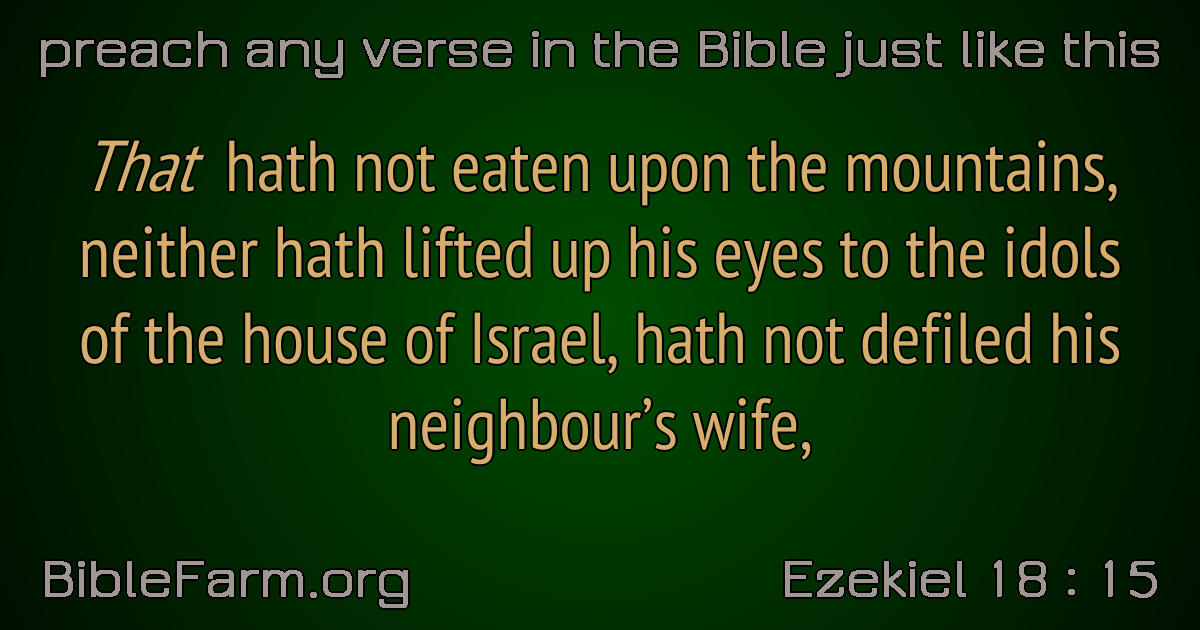 preach any verse in the Bible just like this
That hath not eaten upon the mountains,
neither hath lifted up his eyes to the idols
of the house of Israel, hath not defiled his
neighbour’s wife,
BibleFarm.org
Ezekiel 18 : 15